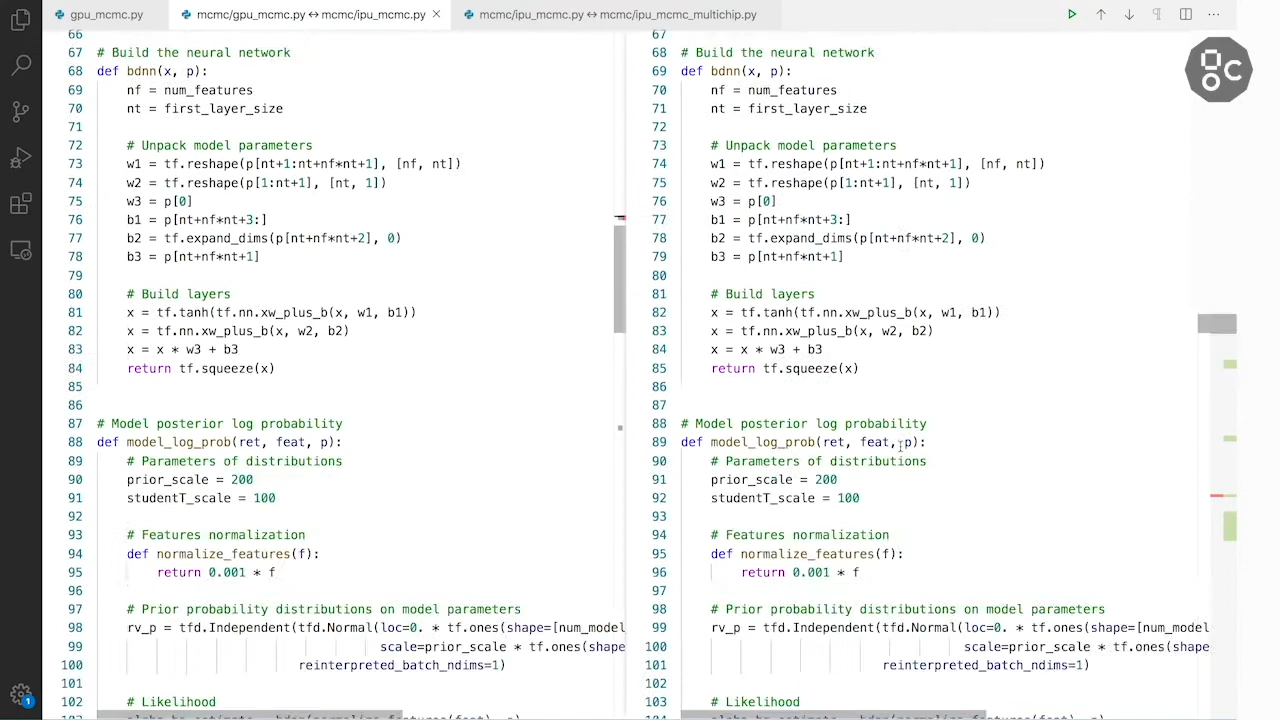 gpu_mcmc.py
mcmc/gpu_mcmc.py ↔ mcmc/ipu_mcmc.py ×
mcmc/ipu_mcmc.py ↔ mcmc/ipu_mcmc_multichip.py
66
67 # Build the neural network
68 def bdnn(x, p):
69 nf = num_features
70 nt = first_layer_size
71
72 # Unpack model parameters
73 w1 = tf.reshape(p[nt+1:nt+nf*nt+1], [nf, nt])
74 w2 = tf.reshape(p[1:nt+1], [nt, 1])
75 w3 = p[0]
76 b1 = p[nt+nf*nt+3:]
77 b2 = tf.expand_dims(p[nt+nf*nt+2], 0)
78 b3 = p[nt+nf*nt+1]
79
80 # Build layers
81 x = tf.tanh(tf.nn.xw_plus_b(x, w1, b1))
82 x = tf.nn.xw_plus_b(x, w2, b2)
83 x = x * w3 + b3
84 return tf.squeeze(x)
85
86
87 # Model posterior log probability
88 def model_log_prob(ret, feat, p):
89 # Parameters of distributions
90 prior_scale = 200
91 studentT_scale = 100
92
93 # Features normalization
94 def normalize_features(f):
95 return 0.001 * f
96
97 # Prior probability distributions on model parameters
98 rv_p = tfd.Independent(tfd.Normal(loc=0. * tf.ones(shape=[num_model
99 scale=prior_scale * tf.ones(shape
100 reinterpreted_batch_ndims=1)
101
102 # Likelihood
67
68 # Build the neural network
69 def bdnn(x, p):
70 nf = num_features
71 nt = first_layer_size
72
73 # Unpack model parameters
74 w1 = tf.reshape(p[nt+1:nt+nf*nt+1], [nf, nt])
75 w2 = tf.reshape(p[1:nt+1], [nt, 1])
76 w3 = p[0]
77 b1 = p[nt+nf*nt+3:]
78 b2 = tf.expand_dims(p[nt+nf*nt+2], 0)
79 b3 = p[nt+nf*nt+1]
80
81 # Build layers
82 x = tf.tanh(tf.nn.xw_plus_b(x, w1, b1))
83 x = tf.nn.xw_plus_b(x, w2, b2)
84 x = x * w3 + b3
85 return tf.squeeze(x)
86
87
88 # Model posterior log probability
89 def model_log_prob(ret, feat, p):
90 # Parameters of distributions
91 prior_scale = 200
92 studentT_scale = 100
93
94 # Features normalization
95 def normalize_features(f):
96 return 0.001 * f
97
98 # Prior probability distributions on model parameters
99 rv_p = tfd.Independent(tfd.Normal(loc=0. * tf.ones(shape=[num_model
100 scale=prior_scale * tf.ones(shape
101 reinterpreted_batch_ndims=1)
102
103 # Likelihood
1